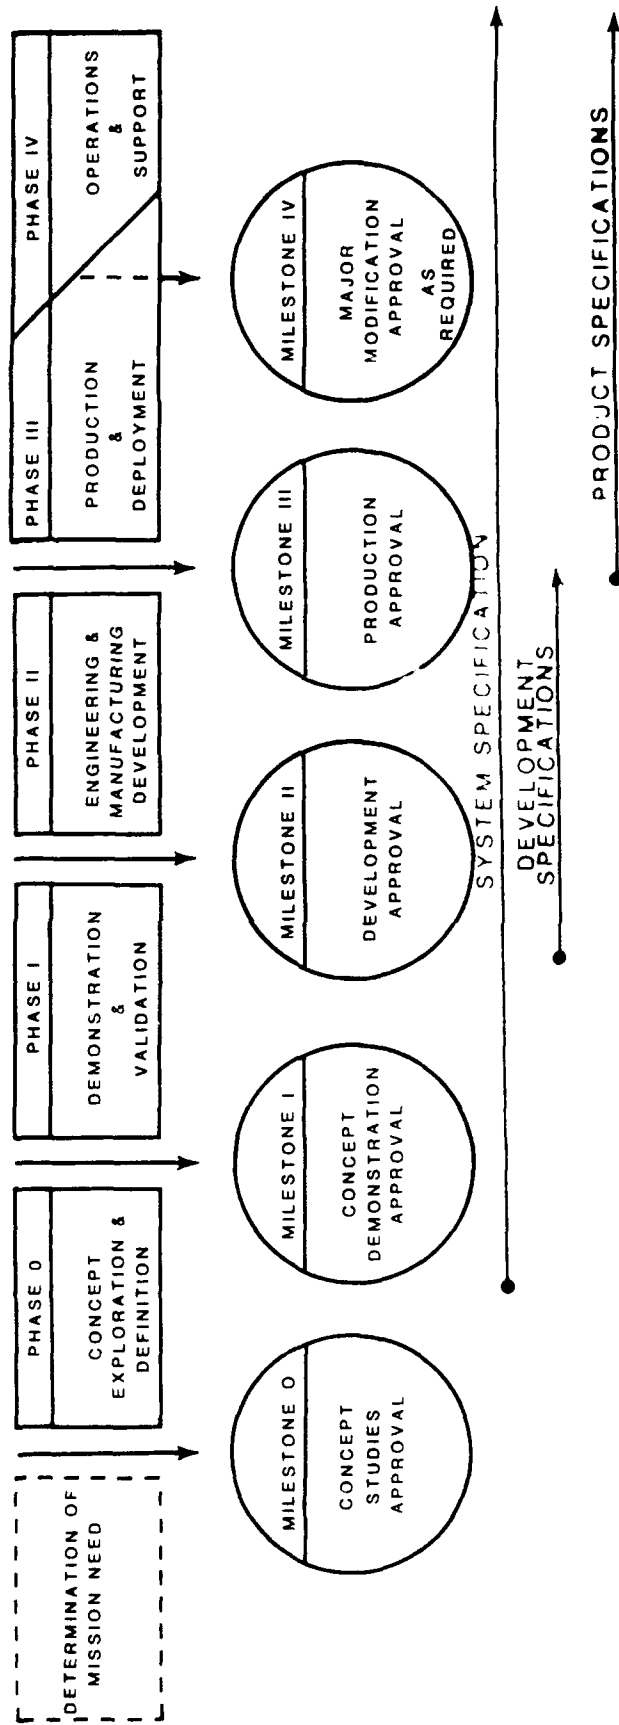 DETERMINATION OF
MISSION NEED
PHASE 0
CONCEPT
EXPLORATION &
DEFINITION
PHASE I
DEMONSTRATION
&
VALIDATION
PHASE II
ENGINEERING &
MANUFACTURING
DEVELOPMENT
PHASE III
PRODUCTION
&
DEPLOYMENT
PHASE IV
OPERATIONS
&
SUPPORT
MILESTONE O
CONCEPT
STUDIES
APPROVAL
MILESTONE I
CONCEPT
DEMONSTRATION
APPROVAL
MILESTONE II
DEVELOPMENT
APPROVAL
MILESTONE III
PRODUCTION
APPROVAL
MILESTONE IV
MAJOR
MODIFICATION
APPROVAL
AS
REQUIRED
SYSTEM SPECIFICATION
DEVELOPMENT
SPECIFICATIONS
PRODUCT SPECIFICATIONS